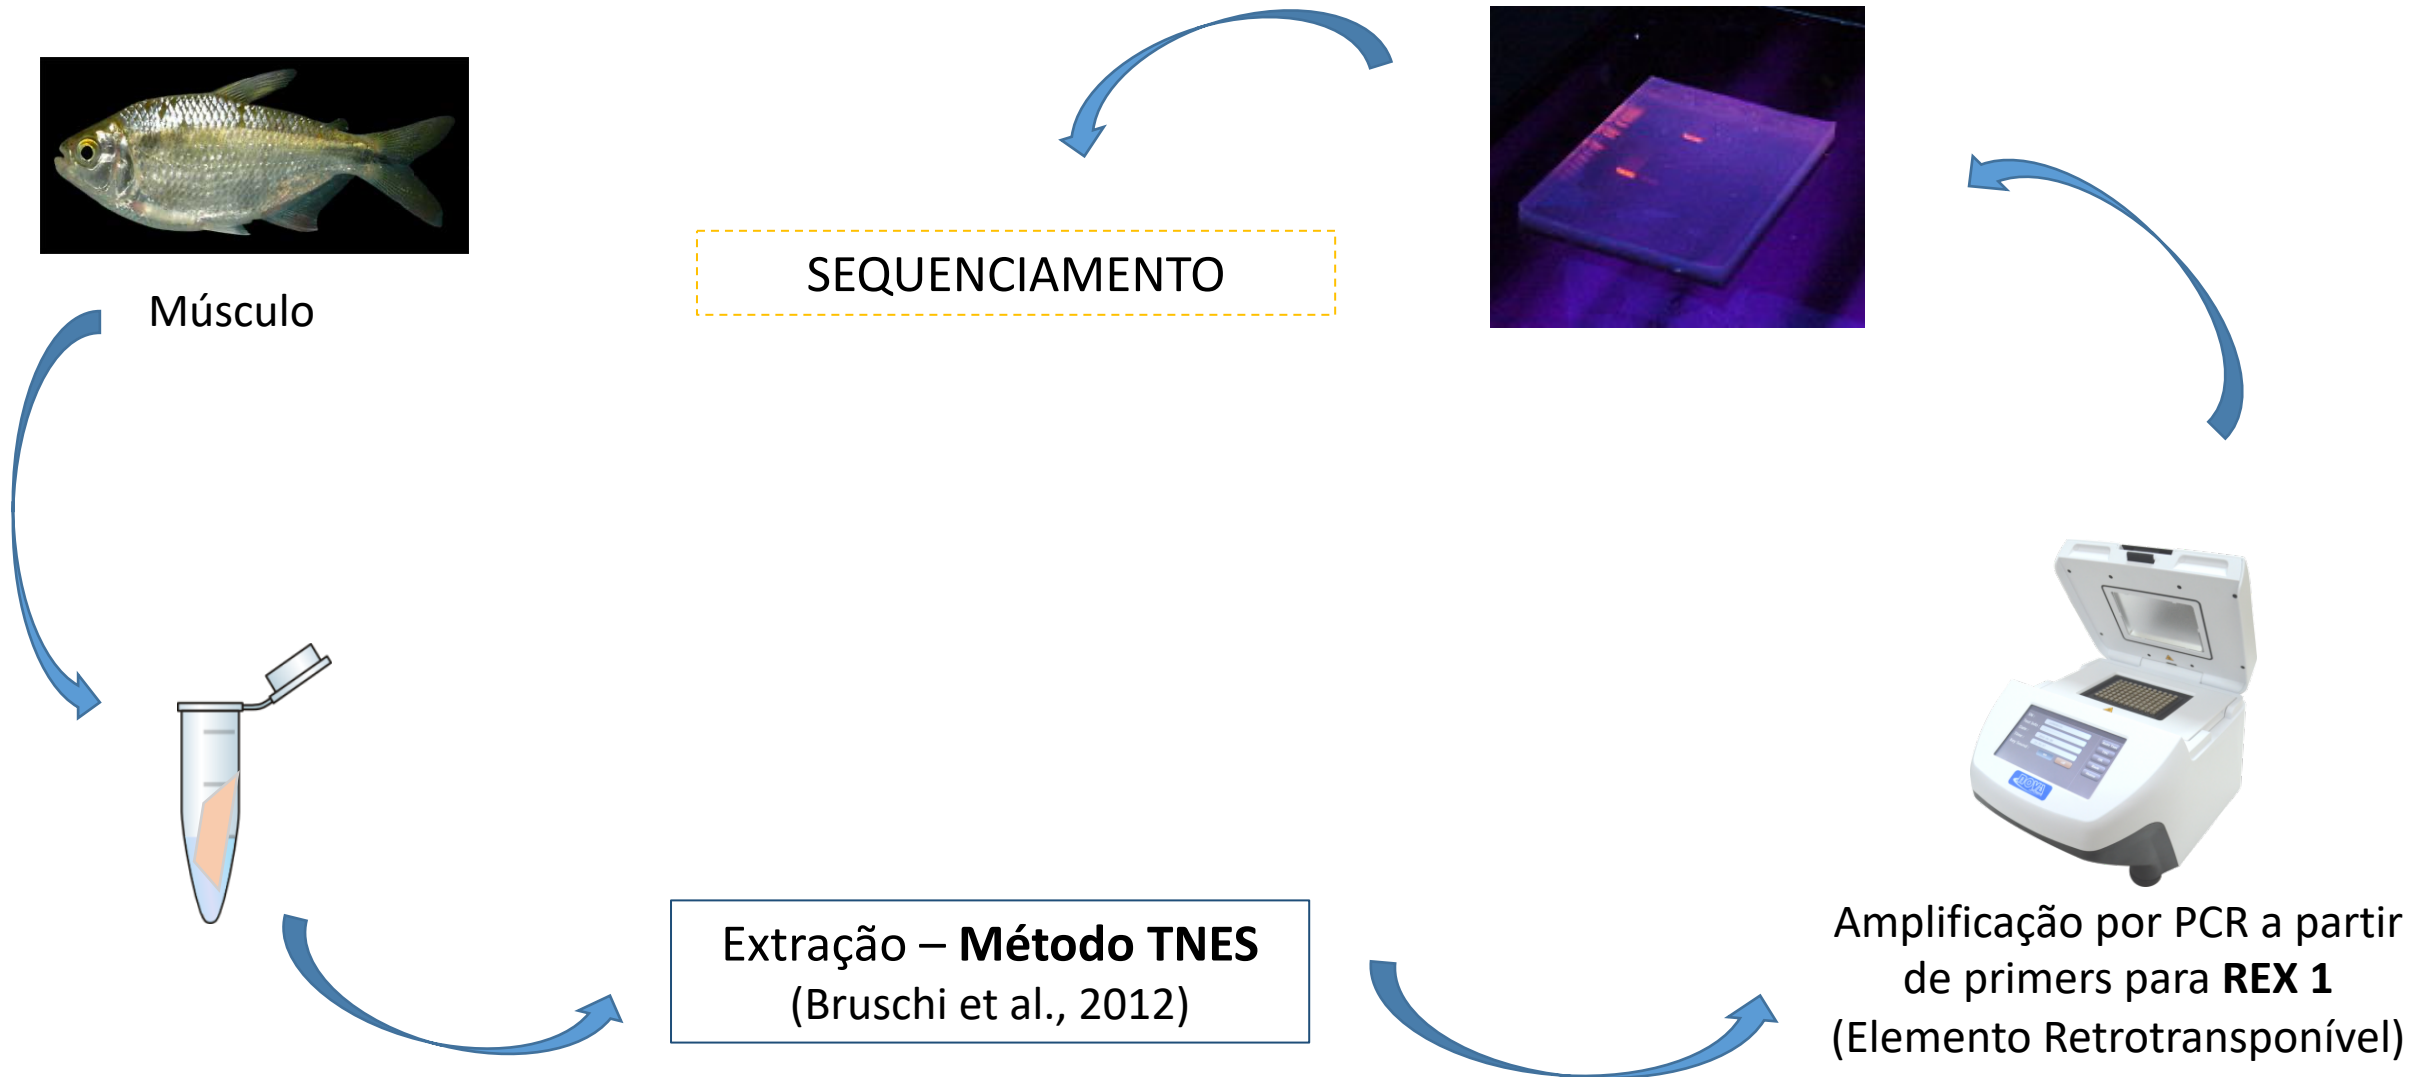 Músculo
SEQUENCIAMENTO
Extração – Método TNES
(Bruschi et al., 2012)
Amplificação por PCR a partir
de primers para REX 1
(Elemento Retrotransponível)